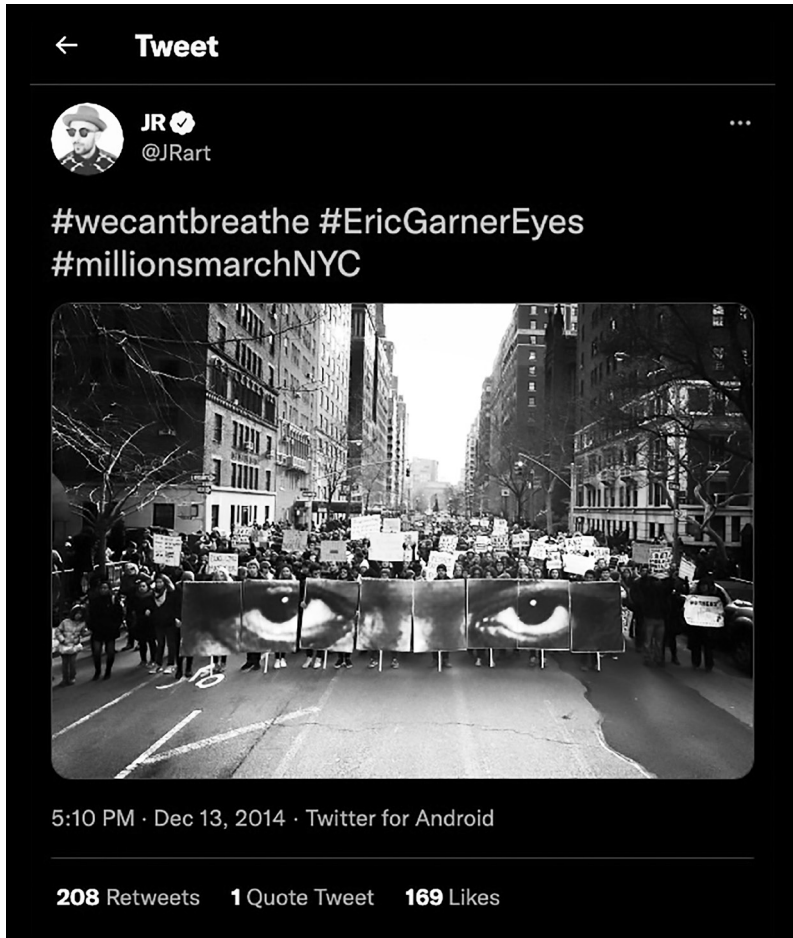 Tweet
JR
@JRart
#wecantbreathe #EricGarnerEyes
#millionsmarchNYC
5:10 PM · Dec 13, 2014 · Twitter for Android
208 Retweets 1 Quote Tweet 169 Likes